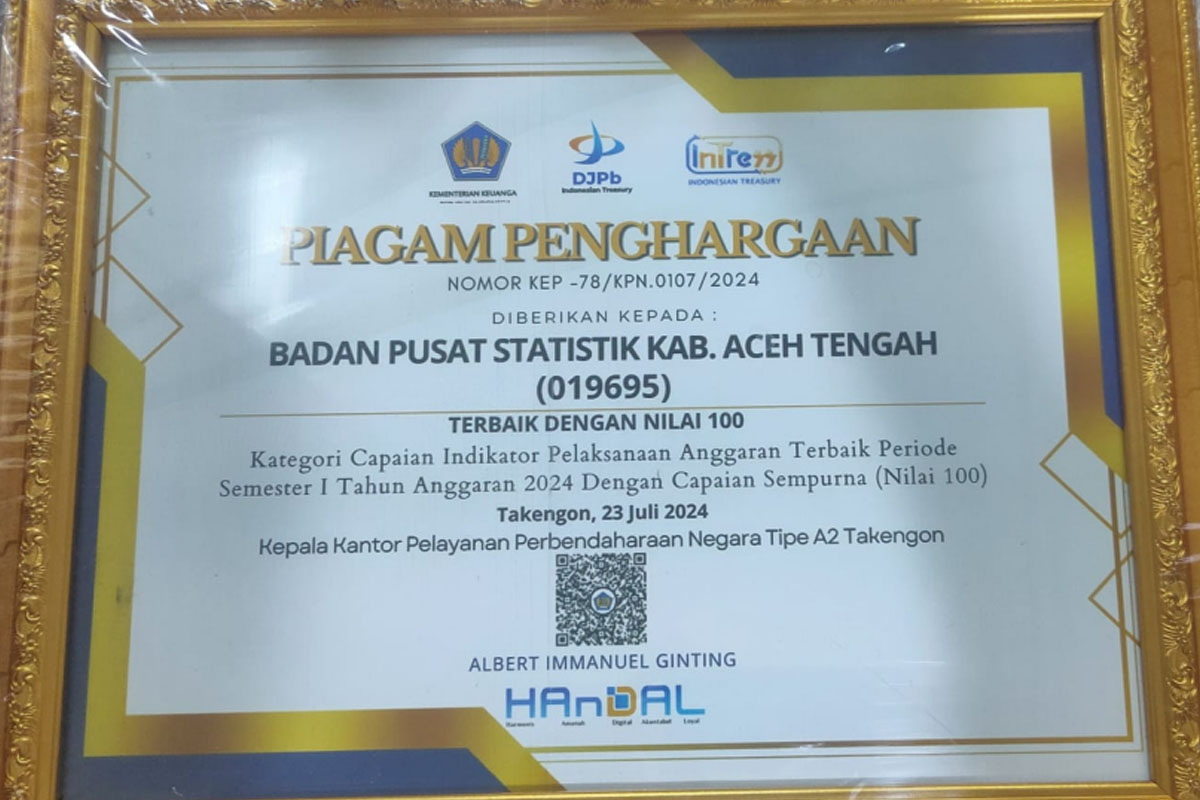 KEMENTERIAN KEUANGAN
DJPb
Indonesian Treasury
InTress
INDONESIAN TREASURY
PIAGAM PENGHARGAAN
NOMOR KEP -78/KPN.0107/2024
DIBERIKAN KEPADA :
BADAN PUSAT STATISTIK KAB. ACEH TENGAH
(019695)
TERBAIK DENGAN NILAI 100
Kategori Capaian Indikator Pelaksanaan Anggaran Terbaik Periode
Semester I Tahun Anggaran 2024 Dengan Capaian Sempurna (Nilai 100)
Takengon, 23 Juli 2024
Kepala Kantor Pelayanan Perbendaharaan Negara Tipe A2 Takengon
ALBERT IMMANUEL GINTING
HAnDAL
Harmonis Amanah Digital Akuntabel Loyal